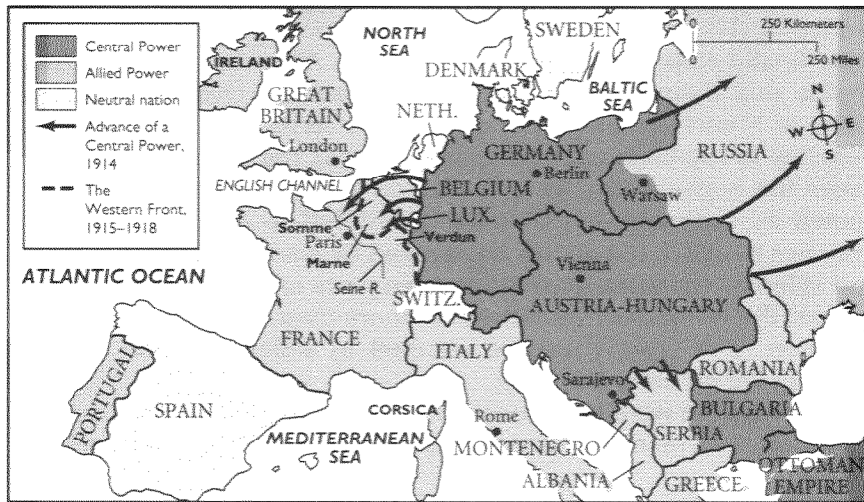 Central Power
Allied Power
Neutral nation
Advance of a
Central Power,
1914
The
Western Front,
1915–1918
0 250 Kilometers
0 250 Miles
N
W E
S
NORTH
SEA
SWEDEN
DENMARK
BALTIC
SEA
IRELAND
GREAT
BRITAIN
London
NETH.
GERMANY
Berlin
RUSSIA
Warsaw
ENGLISH CHANNEL
BELGIUM
LUX.
Somme
Paris
Verdun
Marne
Seine R.
ATLANTIC OCEAN
SWITZ.
Vienna
AUSTRIA-HUNGARY
FRANCE
ITALY
ROMANIA
Sarajevo
PORTUGAL
SPAIN
CORSICA
Rome
MEDITERRANEAN
SEA
MONTENEGRO
SERBIA
BULGARIA
ALBANIA
GREECE
OTTOMAN
EMPIRE